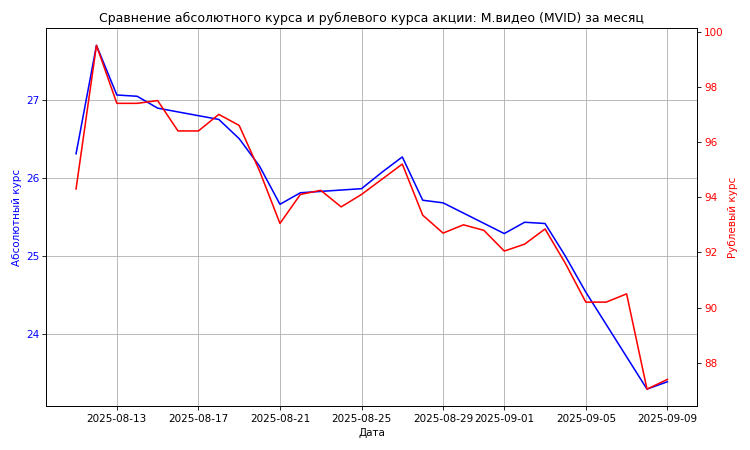 Сравнение абсолютного курса и рублевого курса акции: М.видео (MVID) за месяц
Абсолютный курс
27
26
25
24
100
98
96
94
92
90
88
Рублевый курс
2025-08-13 2025-08-17 2025-08-21 2025-08-25 2025-08-29 2025-09-01 2025-09-05 2025-09-09
Дата